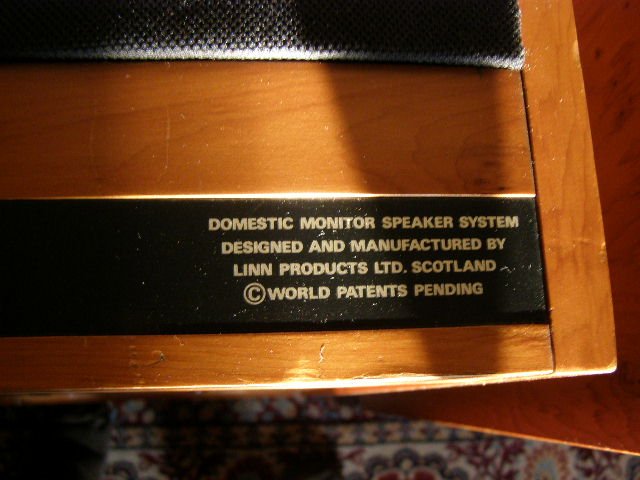 DOMESTIC MONITOR SPEAKER SYSTEM
DESIGNED AND MANUFACTURED BY
LINN PRODUCTS LTD. SCOTLAND
©WORLD PATENTS PENDING